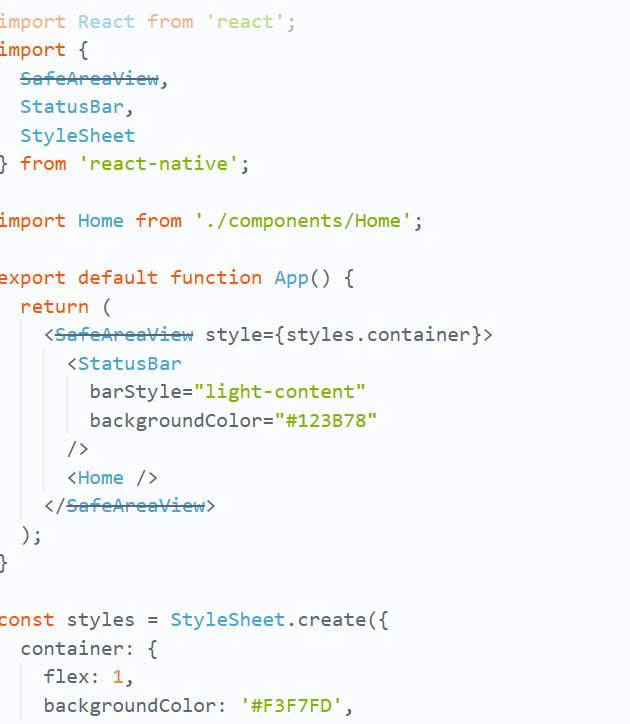 import React from 'react';
import {
  SafeAreaView,
  StatusBar,
  StyleSheet
} from 'react-native';

import Home from './components/Home';

export default function App() {
  return (
    <SafeAreaView style={styles.container}>
      <StatusBar
        barStyle="light-content"
        backgroundColor="#123B78"
      />
      <Home />
    </SafeAreaView>
  );
}

const styles = StyleSheet.create({
  container: {
    flex: 1,
    backgroundColor: '#F3F7FD',